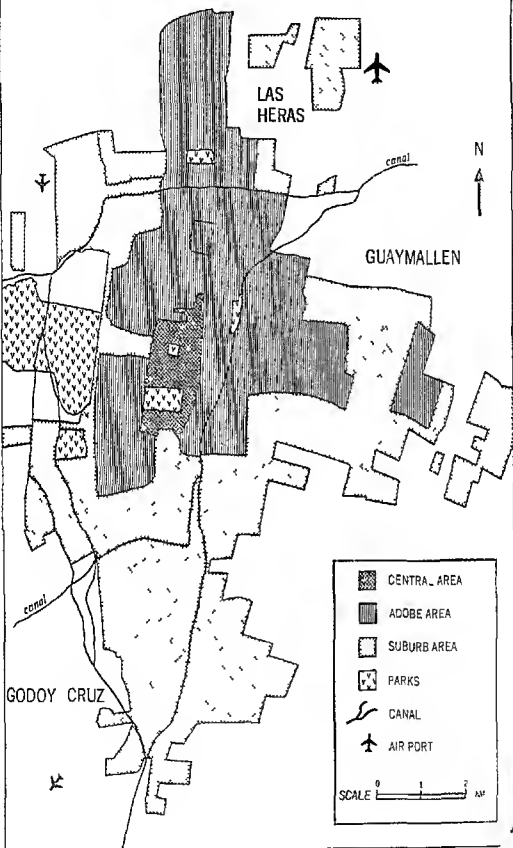 LAS
HERAS
canal
N
GUAYMALLEN
canal
GODOY CRUZ
CENTRAL AREA
ADOBE AREA
SUBURB AREA
PARKS
CANAL
AIR PORT
SCALE 0 1 2